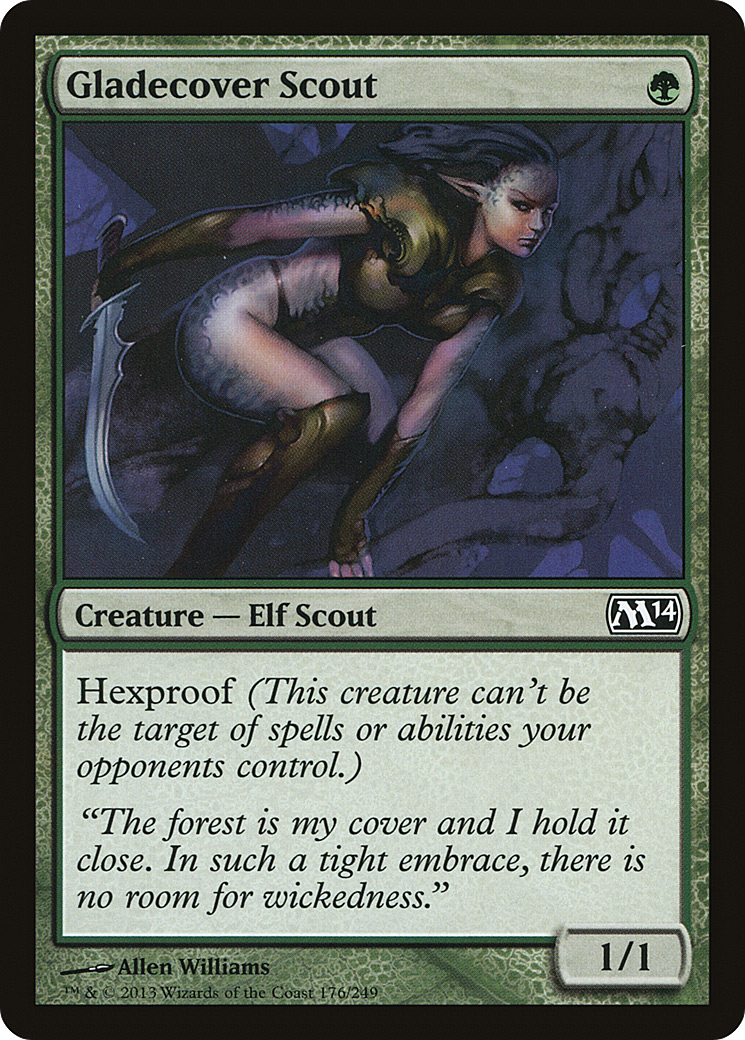 Gladecover Scout
Creature — Elf Scout
M14
Hexproof (This creature can't be
the target of spells or abilities your
opponents control.)
“The forest is my cover and I hold it
close. In such a tight embrace, there is
no room for wickedness.”
1/1
Allen Williams
™ & © 2013 Wizards of the Coast 176/249